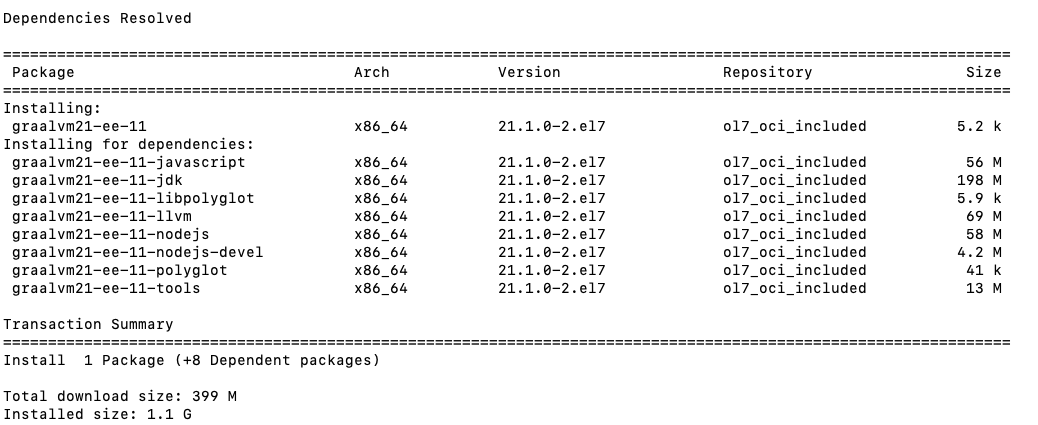 Dependencies Resolved
================================================================================================================
 Package                               Arch            Version                  Repository                 Size
================================================================================================================
Installing:
 graalvm21-ee-11                       x86_64          21.1.0-2.el7             ol7_oci_included          5.2 k
Installing for dependencies:
 graalvm21-ee-11-javascript            x86_64          21.1.0-2.el7             ol7_oci_included           56 M
 graalvm21-ee-11-jdk                   x86_64          21.1.0-2.el7             ol7_oci_included          198 M
 graalvm21-ee-11-libpolyglot           x86_64          21.1.0-2.el7             ol7_oci_included          5.9 k
 graalvm21-ee-11-llvm                  x86_64          21.1.0-2.el7             ol7_oci_included           69 M
 graalvm21-ee-11-nodejs                x86_64          21.1.0-2.el7             ol7_oci_included           58 M
 graalvm21-ee-11-nodejs-devel          x86_64          21.1.0-2.el7             ol7_oci_included          4.2 M
 graalvm21-ee-11-polyglot              x86_64          21.1.0-2.el7             ol7_oci_included           41 k
 graalvm21-ee-11-tools                 x86_64          21.1.0-2.el7             ol7_oci_included           13 M
Transaction Summary
================================================================================================================
Install  1 Package (+8 Dependent packages)
Total download size: 399 M
Installed size: 1.1 G